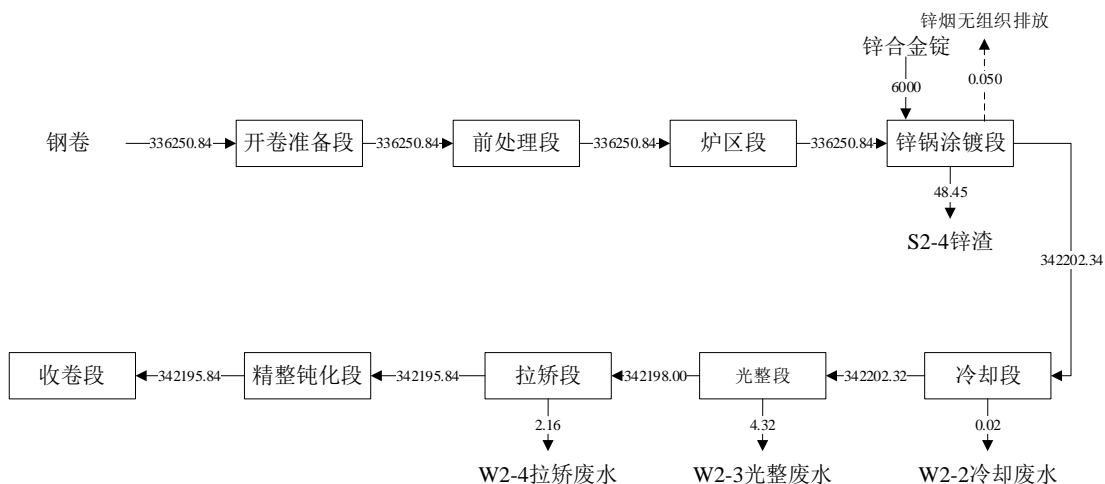 锌烟无组织排放
锌合金锭
6000
0.050
钢卷
336250.84
开卷准备段
336250.84
前处理段
336250.84
炉区段
336250.84
锌锅涂镀段
48.45
S2-4锌渣
342202.34
收卷段
342195.84
精整钝化段
342195.84
拉矫段
342198.00
光整段
342202.32
冷却段
2.16
4.32
0.02
W2-4拉矫废水
W2-3光整废水
W2-2冷却废水